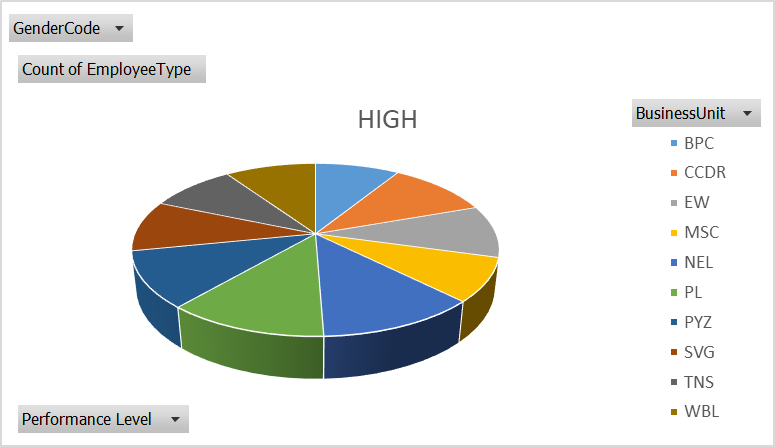 GenderCode
Count of EmployeeType
HIGH
BusinessUnit
BPC
CCDR
EW
MSC
NEL
PL
PYZ
SVG
TNS
WBL
Performance Level